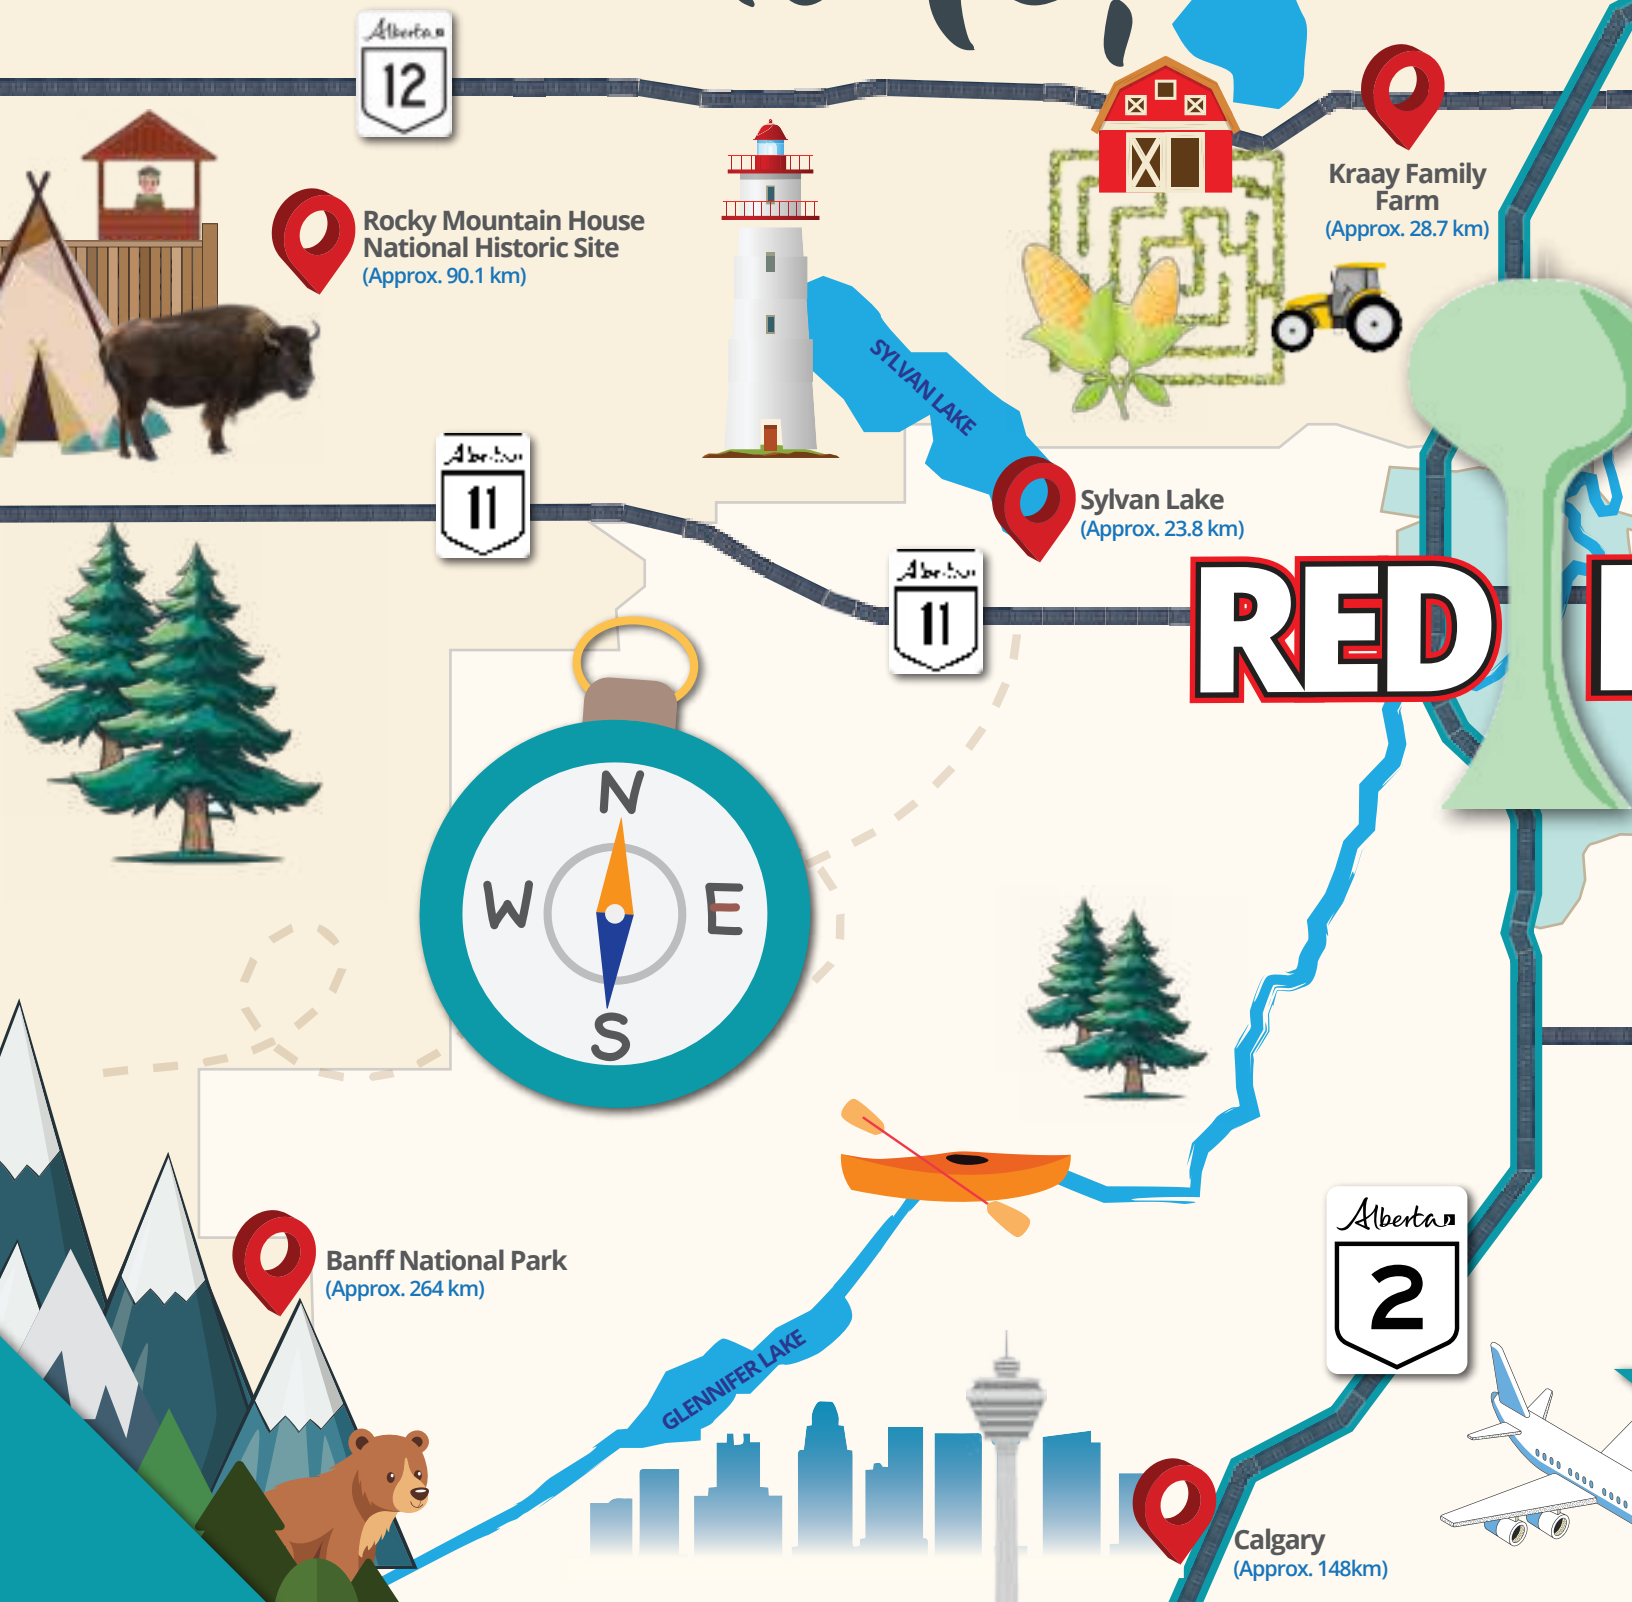 Alberta
12
Rocky Mountain House
National Historic Site
(Approx. 90.1 km)
Kraay Family
Farm
(Approx. 28.7 km)
SYLVAN LAKE
Alberta
11
Sylvan Lake
(Approx. 23.8 km)
Alberta
11
RED
N
W
E
S
Banff National Park
(Approx. 264 km)
Alberta
2
GLENNIFER LAKE
Calgary
(Approx. 148km)